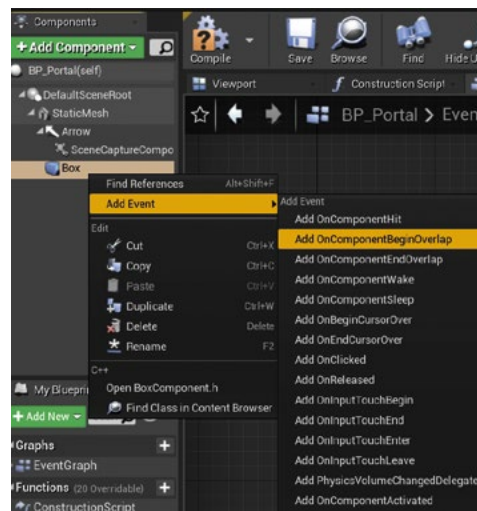 Components
+Add Component
BP_Portal(self)
DefaultSceneRoot
StaticMesh
Arrow
SceneCaptureCompo
Box
Compile
Save
Browse
Find
Hide U
Viewport
Construction Script
BP_Portal > Even
Find References Alt+Shift+F
Add Event
Edit
Cut Ctrl+X
Copy Ctrl+C
Paste Ctrl+V
Duplicate Ctrl+W
Delete Delete
Rename F2
C++
Open BoxComponent.h
Find Class in Content Browser
Add Event
Add OnComponentHit
Add OnComponentBeginOverlap
Add OnComponentEndOverlap
Add OnComponentWake
Add OnComponentSleep
Add OnBeginCursorOver
Add OnEndCursorOver
Add OnClicked
Add OnReleased
Add OnInputTouchBegin
Add OnInputTouchEnd
Add OnInputTouchEnter
Add OnInputTouchLeave
Add PhysicsVolumeChangedDelegate
Add OnComponentActivated
My Bluepri
+Add New
Graphs +
EventGraph
Functions (20 Overridable) +
ConstructionScript